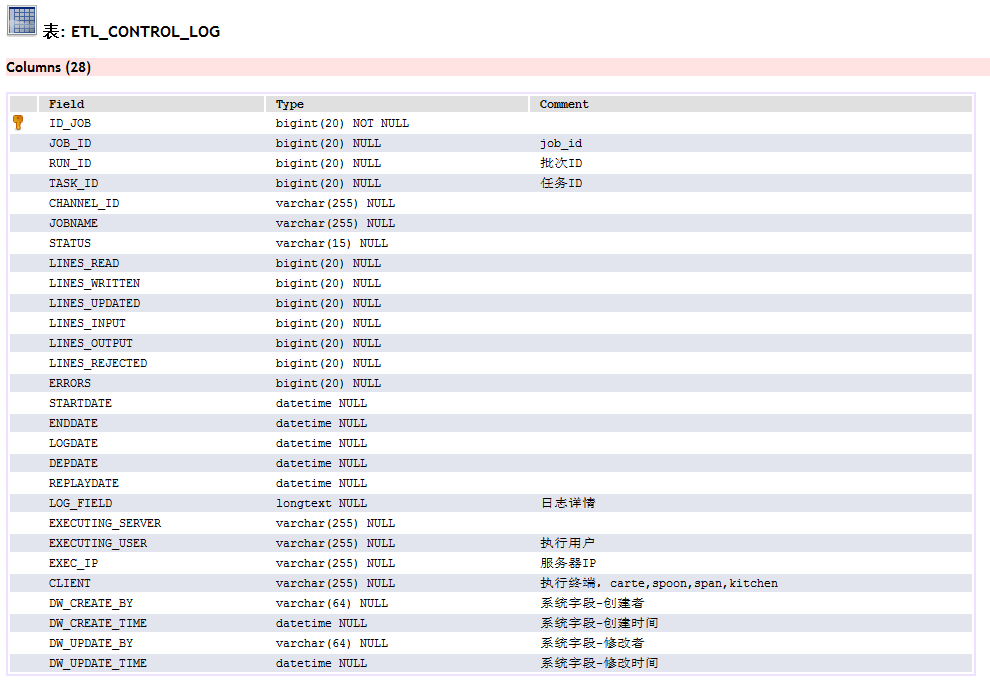 表: ETL_CONTROL_LOG
Columns (28)
Field Type Comment
ID_JOB bigint(20) NOT NULL
JOB_ID bigint(20) NULL job_id
RUN_ID bigint(20) NULL 批次ID
TASK_ID bigint(20) NULL 任务ID
CHANNEL_ID varchar(255) NULL
JOBNAME varchar(255) NULL
STATUS varchar(15) NULL
LINES_READ bigint(20) NULL
LINES_WRITTEN bigint(20) NULL
LINES_UPDATED bigint(20) NULL
LINES_INPUT bigint(20) NULL
LINES_OUTPUT bigint(20) NULL
LINES_REJECTED bigint(20) NULL
ERRORS bigint(20) NULL
STARTDATE datetime NULL
ENDDATE datetime NULL
LOGDATE datetime NULL
DEPDATE datetime NULL
REPLAYDATE datetime NULL
LOG_FIELD longtext NULL 日志详情
EXECUTING_SERVER varchar(255) NULL
EXECUTING_USER varchar(255) NULL 执行用户
EXEC_IP varchar(255) NULL 服务器IP
CLIENT varchar(255) NULL 执行终端, carte,spoon,span,kitchen
DW_CREATE_BY varchar(64) NULL 系统字段-创建者
DW_CREATE_TIME datetime NULL 系统字段-创建时间
DW_UPDATE_BY varchar(64) NULL 系统字段-修改者
DW_UPDATE_TIME datetime NULL 系统字段-修改时间